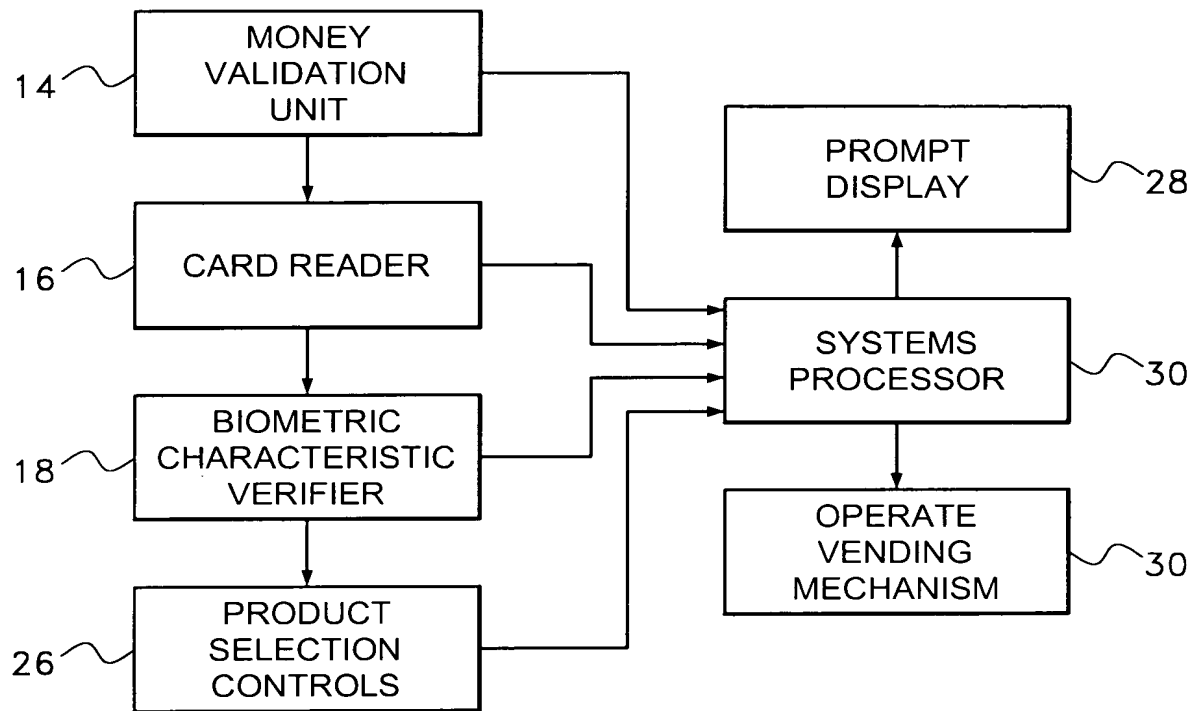 MONEY
VALIDATION
UNIT
14
CARD READER
16
BIOMETRIC
CHARACTERISTIC
VERIFIER
18
PRODUCT
SELECTION
CONTROLS
26
PROMPT
DISPLAY
28
SYSTEMS
PROCESSOR
30
OPERATE
VENDING
MECHANISM
30